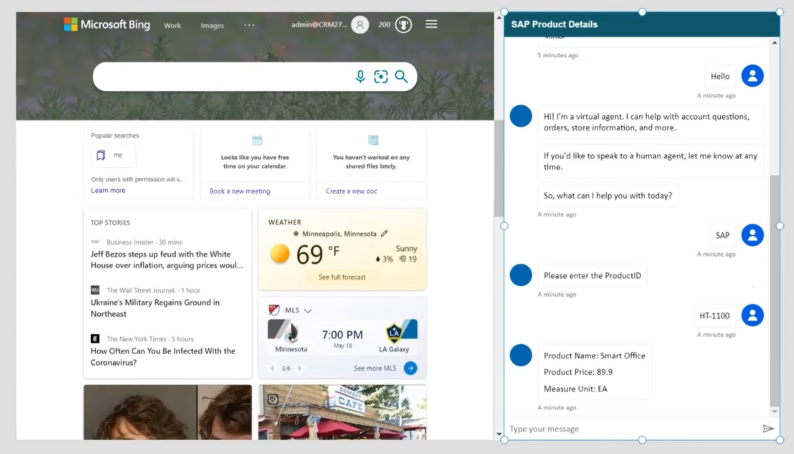 Microsoft Bing
Work
Images
admin@CRM27...
200
Popular searches
me
Only users with permission will s...
Learn more
Looks like you have free
time on your calendar.
Book a new meeting
You haven't worked on any
shared files lately.
Create a new doc
TOP STORIES
Business Insider · 30 mins
Jeff Bezos steps up feud with the White
House over inflation, arguing prices woul...
The Wall Street Journal · 1 hour
Ukraine's Military Regains Ground in
Northeast
The New York Times · 5 hours
How Often Can You Be Infected With the
Coronavirus?
WEATHER
Minneapolis, Minnesota
69 °F
Sunny
3% 19
See full forecast
MLS
7:00 PM
May 18
Minnesota
LA Galaxy
3/6
See more MLS
CAFE
SAP Product Details
5 minutes ago
Hello
A minute ago
Hi! I'm a virtual agent. I can help with account questions,
orders, store information, and more.
If you'd like to speak to a human agent, let me know at any
time.
So, what can I help you with today?
A minute ago
SAP
A minute ago
Please enter the ProductID
A minute ago
HT-1100
A minute ago
Product Name: Smart Office
Product Price: 89.9
Measure Unit: EA
A minute ago
Type your message